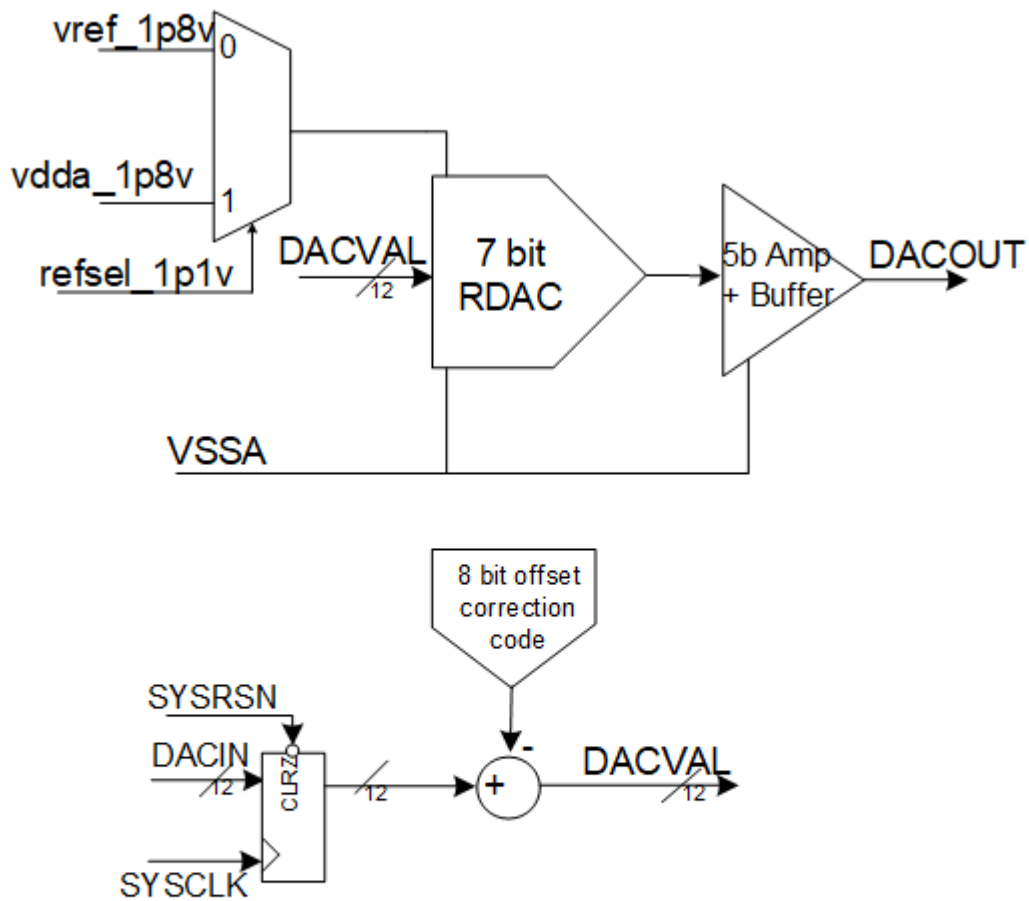 vref_1p8v
0
vdda_1p8v
1
refsel_1p1v
DACVAL
12
7 bit
RDAC
5b Amp
+ Buffer
DACOUT
VSSA
8 bit offset
correction
code
SYSRSN
DACIN
12
CLRZ
12
-
+
DACVAL
12
SYSCLK